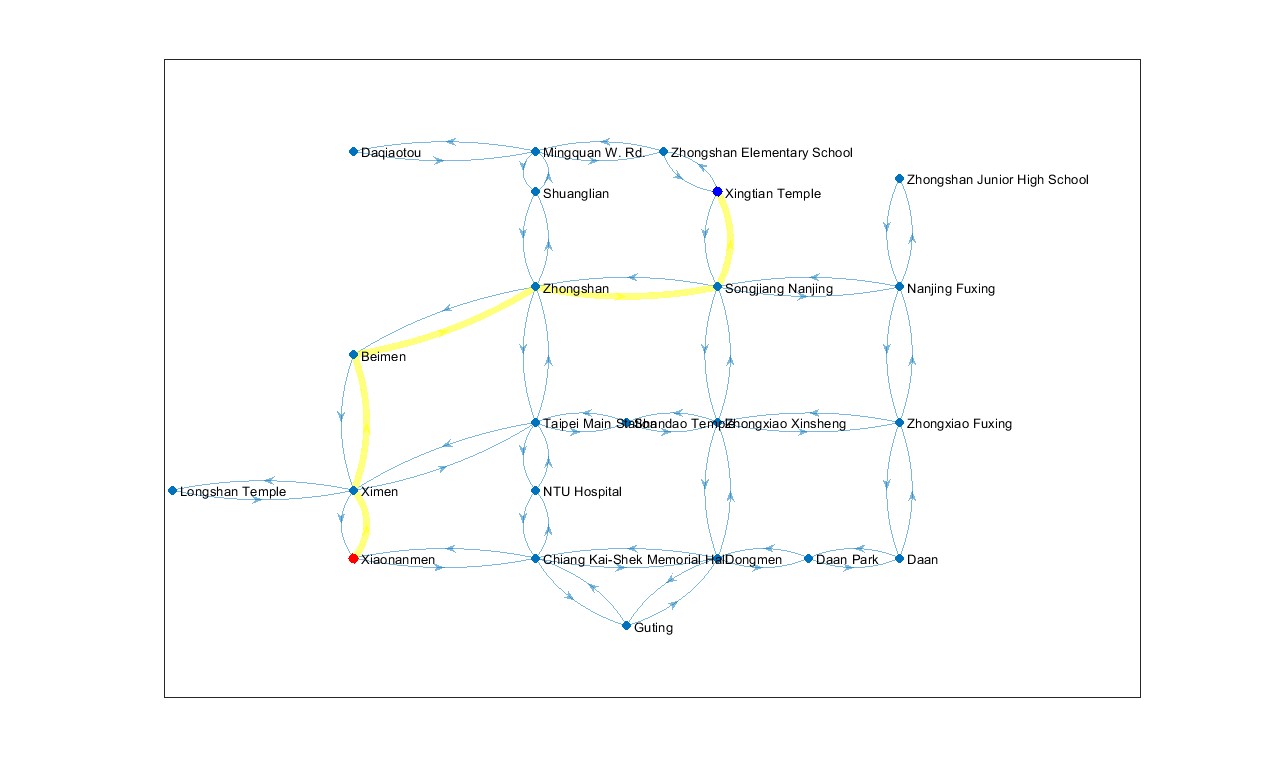 Daqiaotou
Mingquan W. Rd.
Zhongshan Elementary School
Shuanglian
Xingtian Temple
Zhongshan Junior High School
Zhongshan
Songjiang Nanjing
Nanjing Fuxing
Beimen
Taipei Main Station
Shandao Temple
Zhongxiao Xinsheng
Zhongxiao Fuxing
Longshan Temple
Ximen
NTU Hospital
Xiaonanmen
Chiang Kai-Shek Memorial Hall
Dongmen
Daan Park
Daan
Guting